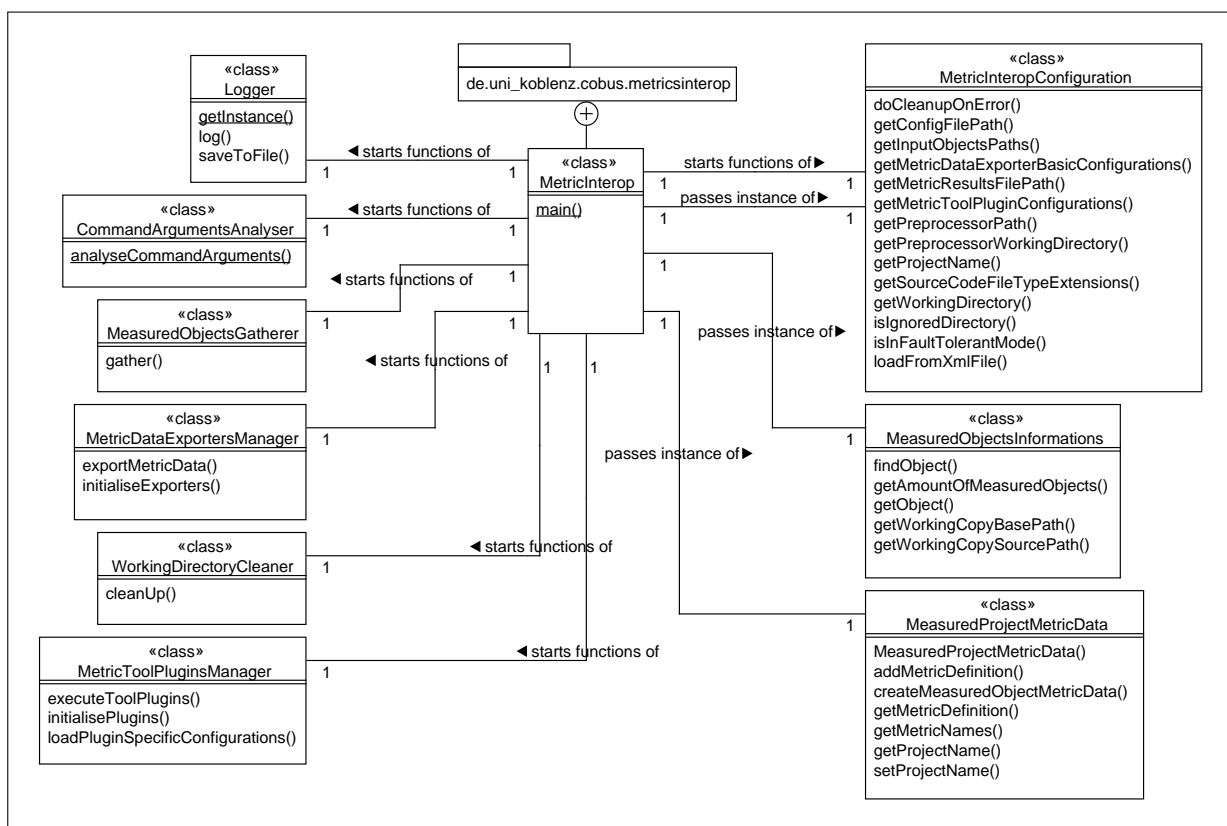 «class»
Logger
getInstance()
log()
saveToFile()
de.uni_koblenz.cobus.metricsinterop
«class»
MetricInteropConfiguration
doCleanupOnError()
getConfigFilePath()
getInputObjectsPaths()
getMetricDataExporterBasicConfigurations()
getMetricResultsFilePath()
getMetricToolPluginConfigurations()
getPreprocessorPath()
getPreprocessorWorkingDirectory()
getProjectName()
getSourceCodeFileTypeExtensions()
getWorkingDirectory()
isIgnoredDirectory()
isInFaultTolerantMode()
loadFromXmlFile()
«class»
MetricInterop
main()
◀ starts functions of
1 1
starts functions of ▶
1 1
passes instance of ▶
1 1
«class»
CommandArgumentsAnalyser
analyseCommandArguments()
◀ starts functions of
1 1
«class»
MeasuredObjectsGatherer
gather()
◀ starts functions of
1 1
passes instance of ▶
1 1
«class»
MetricDataExportersManager
exportMetricData()
initialiseExporters()
◀ starts functions of
1 1
«class»
MeasuredObjectsInformations
findObject()
getAmountOfMeasuredObjects()
getObject()
getWorkingCopyBasePath()
getWorkingCopySourcePath()
passes instance of ▶
1 1
«class»
WorkingDirectoryCleaner
cleanUp()
◀ starts functions of
1 1
«class»
MeasuredProjectMetricData
MeasuredProjectMetricData()
addMetricDefinition()
createMeasuredObjectMetricData()
getMetricDefinition()
getMetricNames()
getProjectName()
setProjectName()
«class»
MetricToolPluginsManager
executeToolPlugins()
initialisePlugins()
loadPluginSpecificConfigurations()
◀ starts functions of
1 1